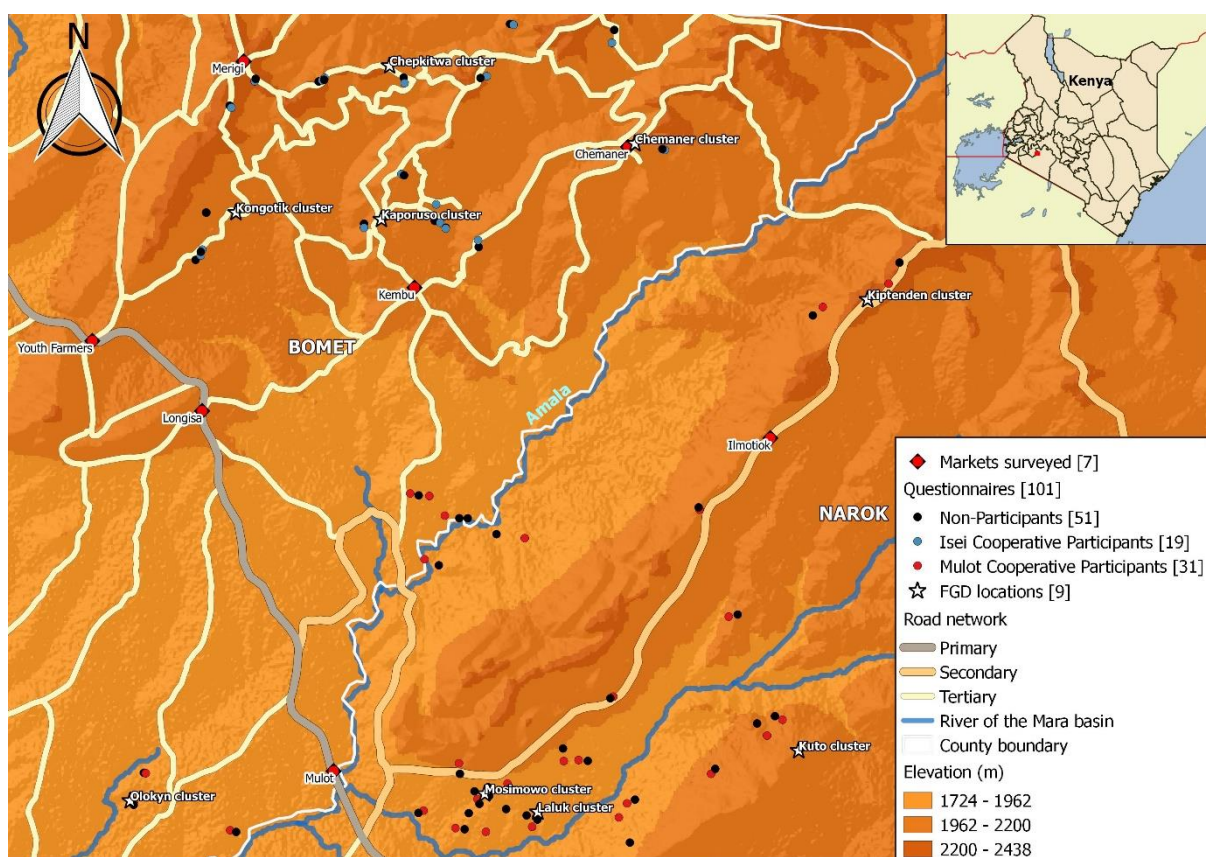 N
Merigi
Chepkitwa cluster
Kenya
Chemaner
Chemaner cluster
Kongotik cluster
Kaporuso cluster
Kembu
Kiptenden cluster
Youth Farmers
BOMET
Amala
Longisa
Ilmotiok
NAROK
Mulot
Kuto cluster
Olokyn cluster
Mosimowo cluster
Laluk cluster
Markets surveyed [7]
Questionnaires [101]
Non-Participants [51]
Isei Cooperative Participants [19]
Mulot Cooperative Participants [31]
FGD locations [9]
Road network
Primary
Secondary
Tertiary
River of the Mara basin
County boundary
Elevation (m)
1724 - 1962
1962 - 2200
2200 - 2438